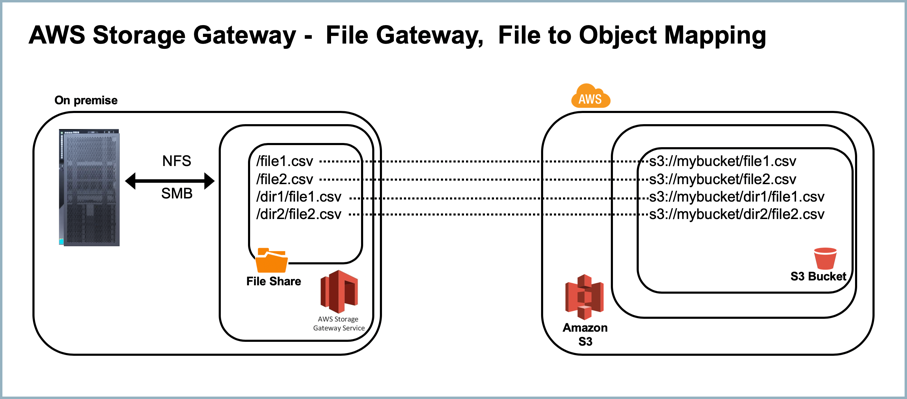 AWS Storage Gateway - File Gateway, File to Object Mapping
On premise
AWS
NFS
SMB
/file1.csv
/file2.csv
/dir1/file1.csv
/dir2/file2.csv
s3://mybucket/file1.csv
s3://mybucket/file2.csv
s3://mybucket/dir1/file1.csv
s3://mybucket/dir2/file2.csv
File Share
AWS Storage
Gateway Service
S3 Bucket
Amazon
S3